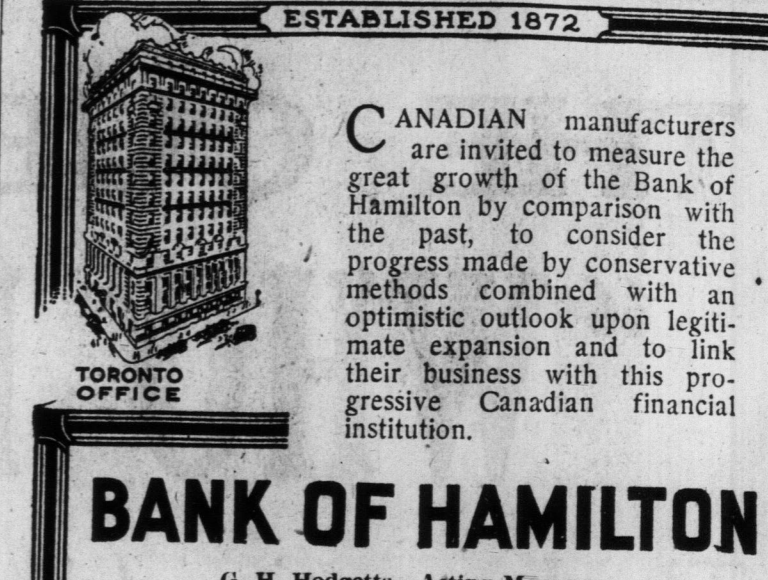 ESTABLISHED 1872
CANADIAN manufacturers
are invited to measure the
great growth of the Bank of
Hamilton by comparison with
the past, to consider the
progress made by conservative
methods combined with an
optimistic outlook upon legiti-
mate expansion and to link
their business with this pro-
gressive Canadian financial
institution.
TORONTO
OFFICE
BANK OF HAMILTON
G. H. Hodgetts, Acting